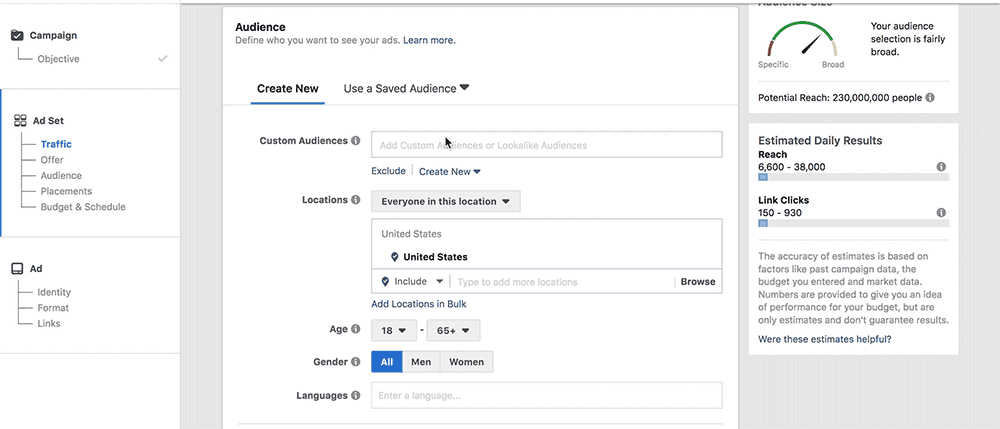 Campaign
Objective
Ad Set
Traffic
Offer
Audience
Placements
Budget & Schedule
Ad
Identity
Format
Links
Audience
Define who you want to see your ads. Learn more.
Create New Use a Saved Audience
Custom Audiences Add Custom Audiences or Lookalike Audiences
Exclude Create New
Locations Everyone in this location
United States
United States
Include Type to add more locations Browse
Add Locations in Bulk
Age 18 - 65+
Gender All Men Women
Languages Enter a language...
Audience Size
Your audience
selection is fairly
broad.
Specific Broad
Potential Reach: 230,000,000 people
Estimated Daily Results
Reach
6,600 - 38,000
Link Clicks
150 - 930
The accuracy of estimates is based on
factors like past campaign data, the
budget you entered and market data.
Numbers are provided to give you an idea
of performance for your budget, but are
only estimates and don't guarantee results.
Were these estimates helpful?